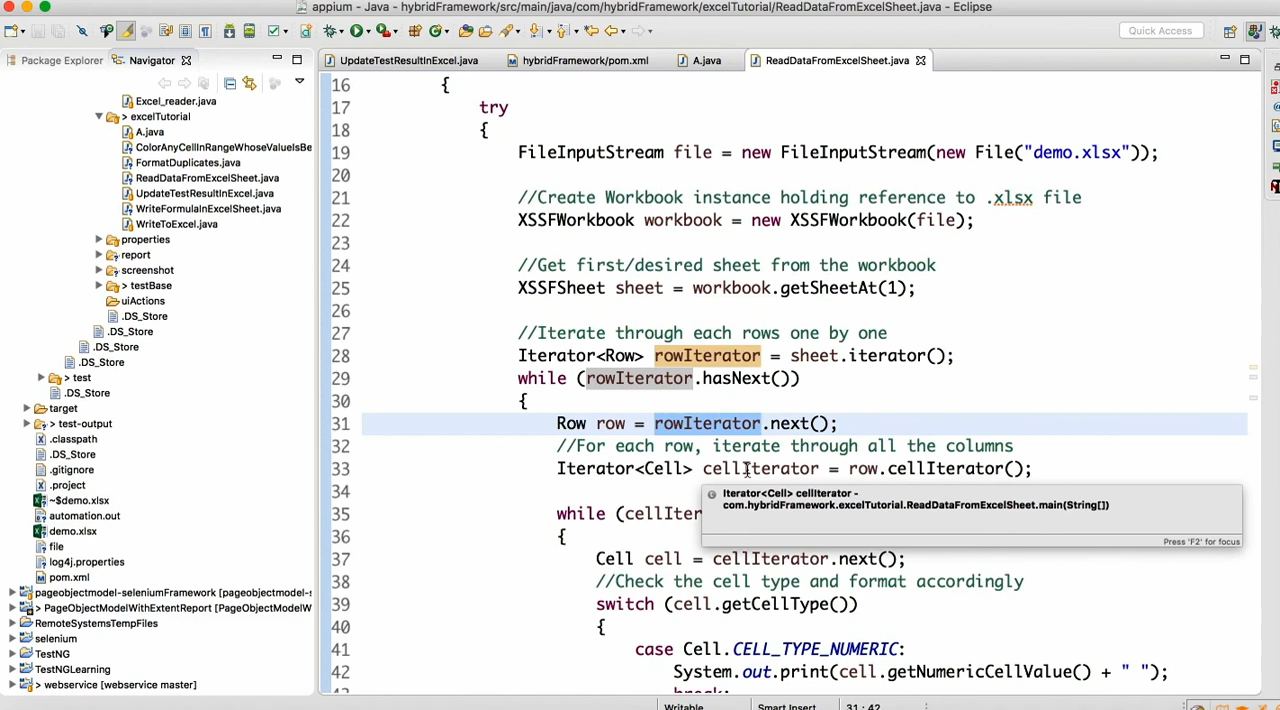 appium - Java - hybridFramework/src/main/java/com/hybridFramework/excelTutorial/ReadDataFromExcelSheet.java - Eclipse
Quick Access
Package Explorer
Navigator
UpdateTestResultInExcel.java
hybridFramework/pom.xml
A.java
ReadDataFromExcelSheet.java
Excel_reader.java
> excelTutorial
A.java
ColorAnyCellInRangeWhoseValueIsBe
FormatDuplicates.java
ReadDataFromExcelSheet.java
UpdateTestResultInExcel.java
WriteFormulaInExcelSheet.java
WriteToExcel.java
properties
report
screenshot
> testBase
uiActions
.DS_Store
.DS_Store
.DS_Store
.DS_Store
> test
.DS_Store
target
> test-output
.classpath
.DS_Store
.gitignore
.project
~$demo.xlsx
automation.out
demo.xlsx
file
log4j.properties
pom.xml
pageobjectmodel-seleniumFramework [pageobjectmodel-s
> PageObjectModelWithExtentReport [PageObjectModelW
RemoteSystemsTempFiles
selenium
TestNG
TestNGLearning
> webservice [webservice master]
16 {
17 try
18 {
19 FileInputStream file = new FileInputStream(new File("demo.xlsx"));
20
21 //Create Workbook instance holding reference to .xlsx file
22 XSSFWorkbook workbook = new XSSFWorkbook(file);
23
24 //Get first/desired sheet from the workbook
25 XSSFSheet sheet = workbook.getSheetAt(1);
26
27 //Iterate through each rows one by one
28 Iterator<Row> rowIterator = sheet.iterator();
29 while (rowIterator.hasNext())
30 {
31 Row row = rowIterator.next();
32 //For each row, iterate through all the columns
33 Iterator<Cell> cellIterator = row.cellIterator();
34
35 while (cellIter
36 {
37 Cell cell = cellIterator.next();
38 //Check the cell type and format accordingly
39 switch (cell.getCellType())
40 {
41 case Cell.CELL_TYPE_NUMERIC:
42 System.out.print(cell.getNumericCellValue() + " ");
43 break;
Iterator<Cell> cellIterator -
com.hybridFramework.excelTutorial.ReadDataFromExcelSheet.main(String[])
Press 'F2' for focus
Writable
Smart Insert
31 : 42